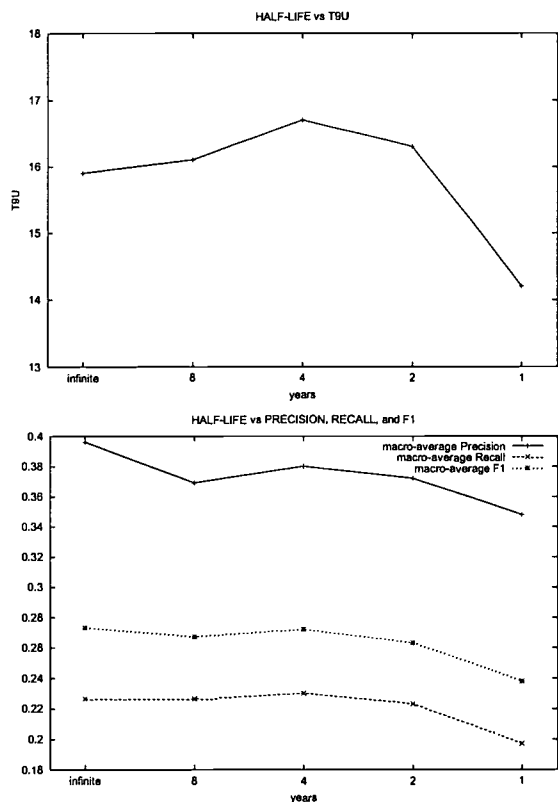 HALF-LIFE vs T9U
18
17
16
15
14
13
T9U
infinite
8
4
2
1
years
HALF-LIFE vs PRECISION, RECALL, and F1
macro-average Precision
macro-average Recall
macro-average F1
0.4
0.38
0.36
0.34
0.32
0.3
0.28
0.26
0.24
0.22
0.2
0.18
infinite
8
4
2
1
years